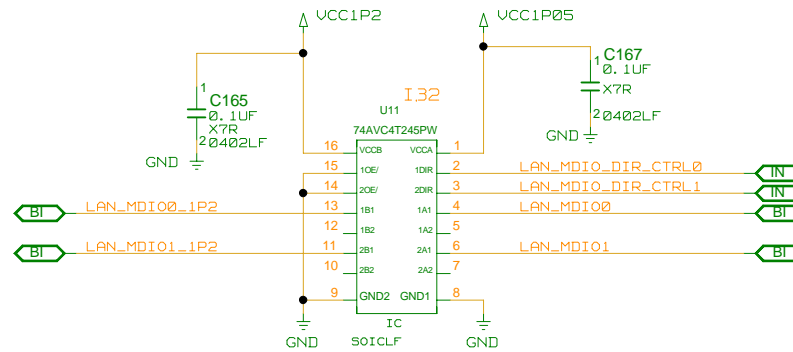 VCC1P2
VCC1P05
1
C165
0.1UF
X7R
2 0402LF
GND
1 C167
0.1UF
X7R
2 0402LF
GND
I32
U11
74AVC4T245PW
16 VCCB VCCA 1
15 1OE/ 1DIR 2 LAN_MDIO_DIR_CTRL0 IN
14 2OE/ 2DIR 3 LAN_MDIO_DIR_CTRL1 IN
BI LAN_MDIO0_1P2 13 1B1 1A1 4 LAN_MDIO0 BI
12 1B2 1A2 5
BI LAN_MDIO1_1P2 11 2B1 2A1 6 LAN_MDIO1 BI
10 2B2 2A2 7
9 GND2 GND1 8
IC
GND SOICLF GND